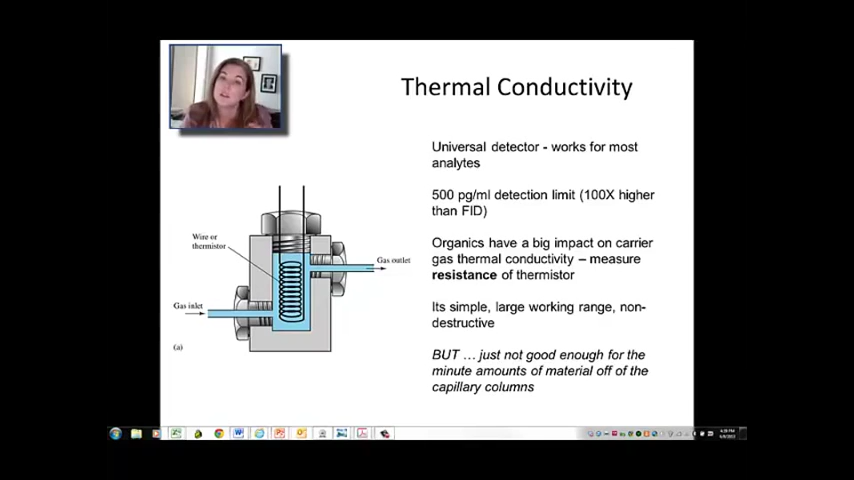 Thermal Conductivity
Universal detector - works for most
analytes
500 pg/ml detection limit (100X higher
than FID)
Organics have a big impact on carrier
gas thermal conductivity – measure
resistance of thermistor
Its simple, large working range, non-
destructive
BUT … just not good enough for the
minute amounts of material off of the
capillary columns
Wire or
thermistor
Gas outlet
Gas inlet
(a)